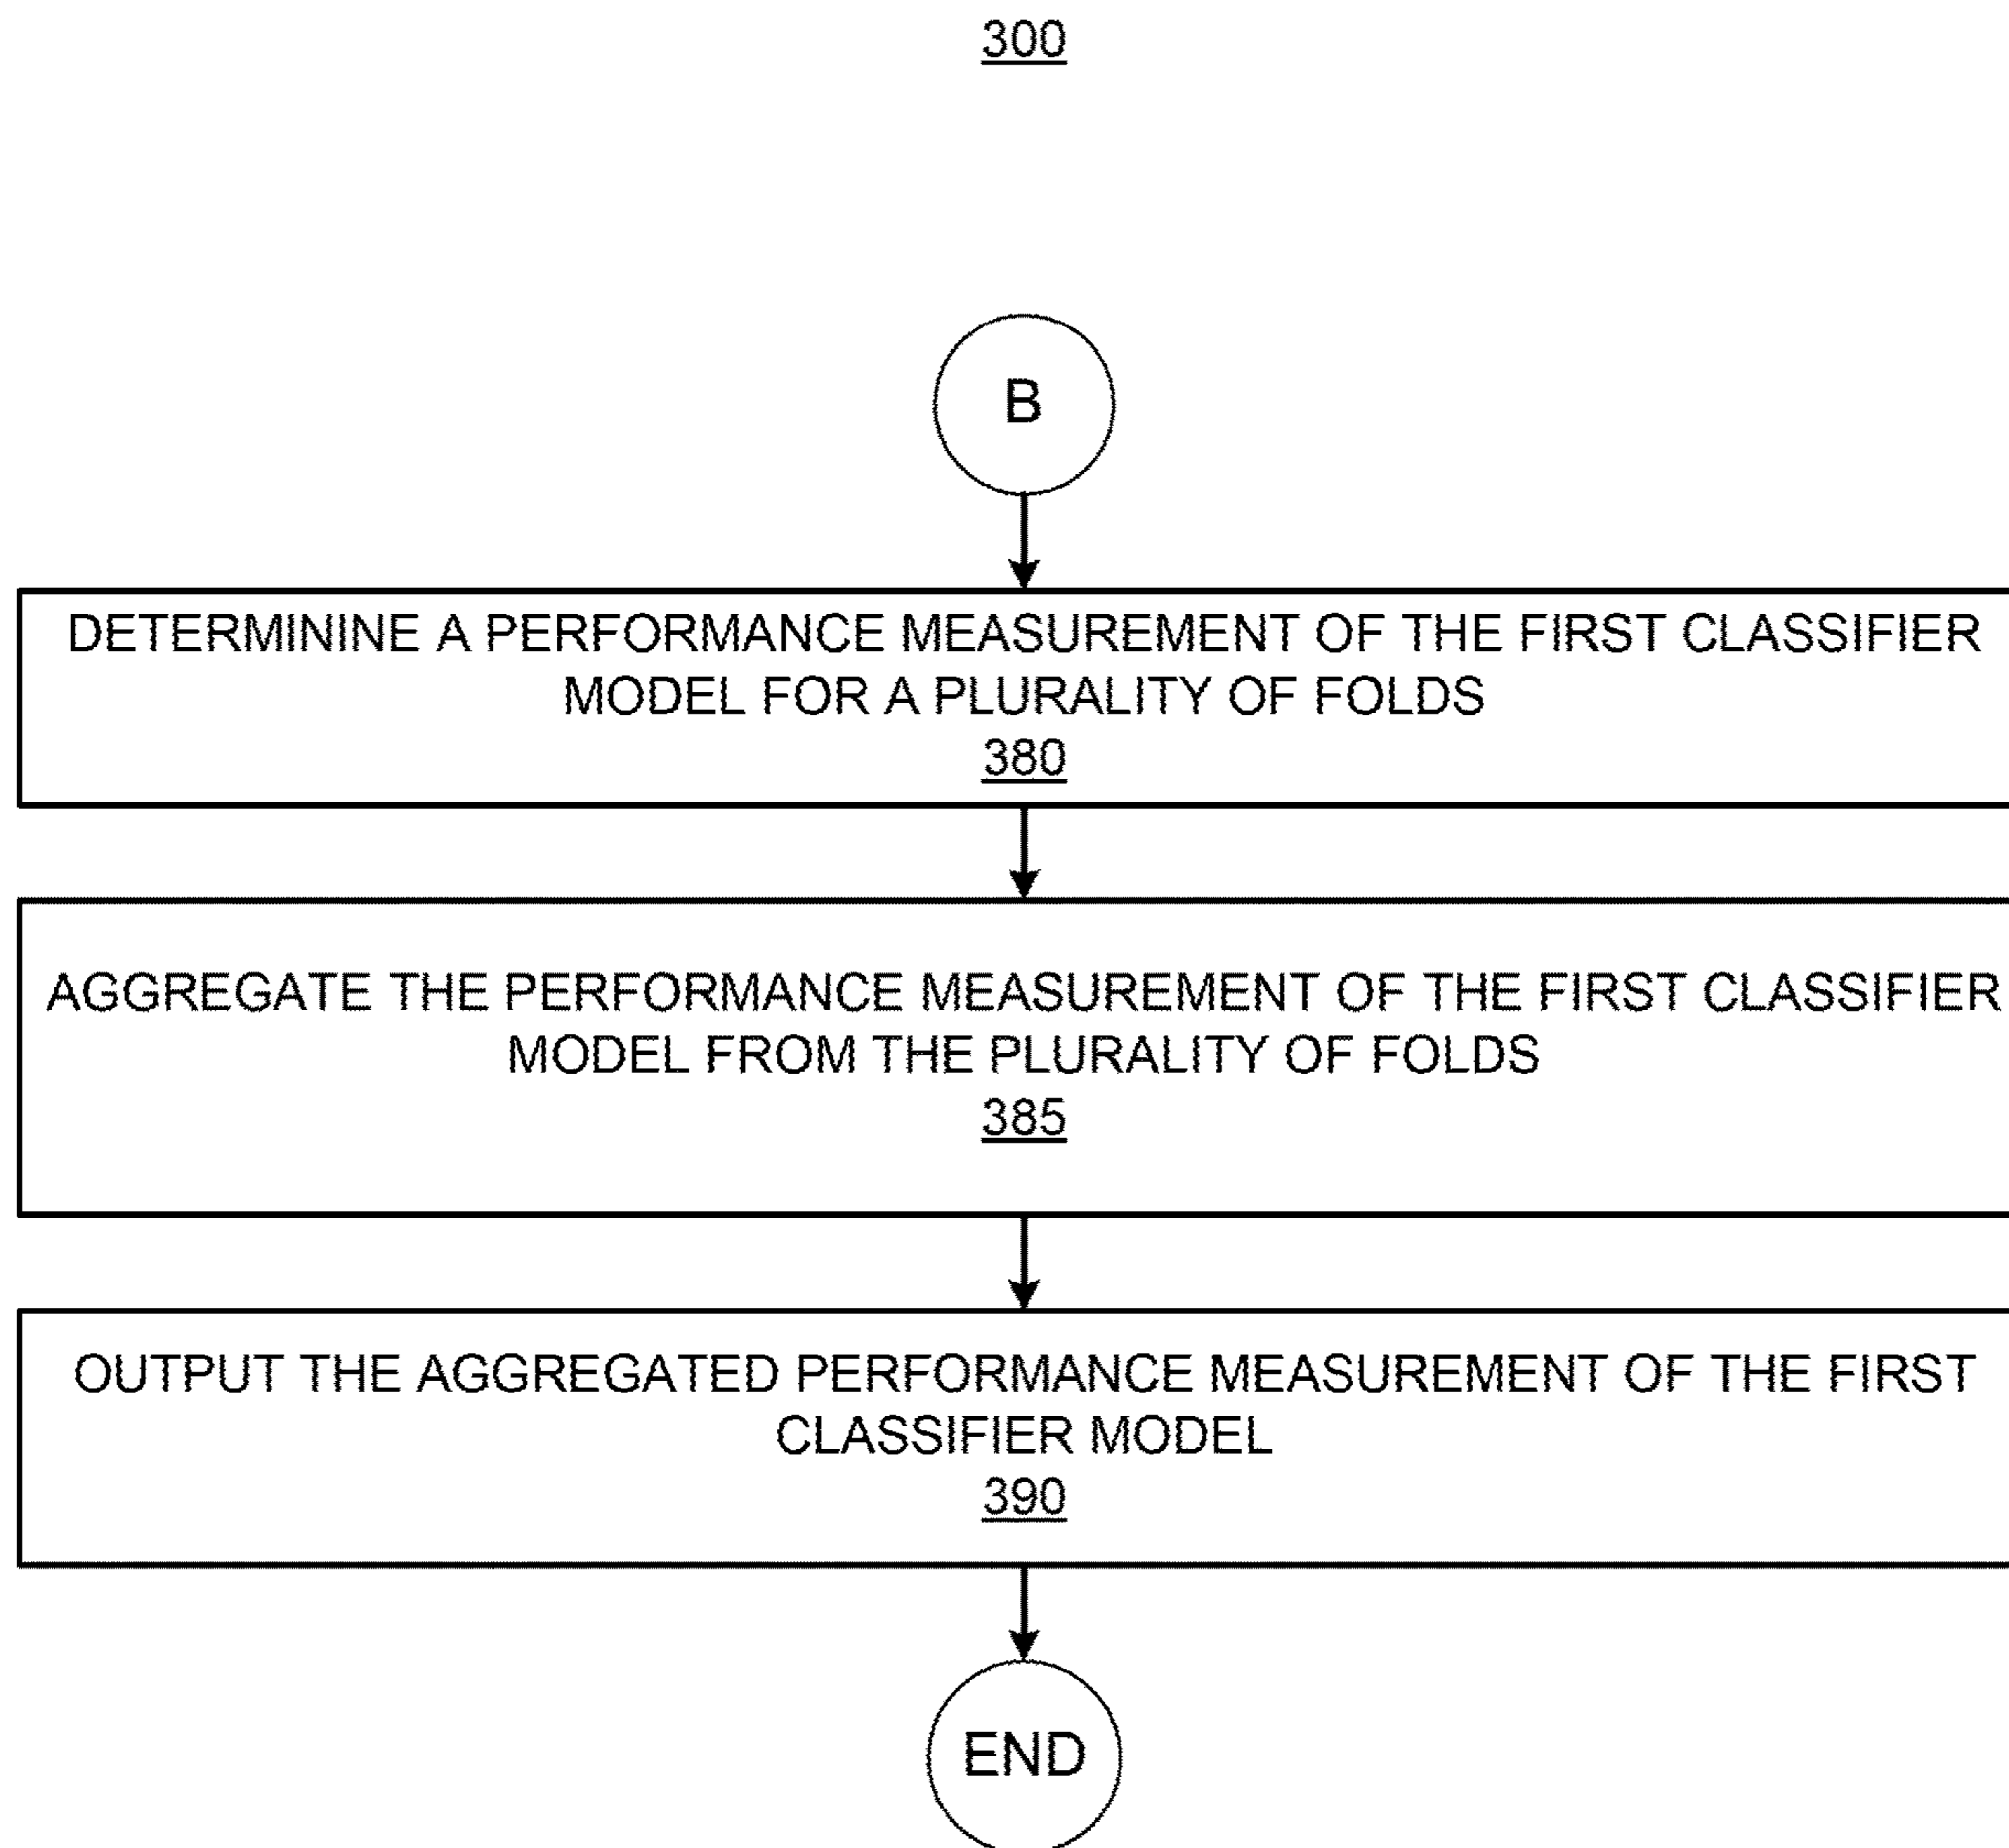 300
B
DETERMININE A PERFORMANCE MEASUREMENT OF THE FIRST CLASSIFIER
MODEL FOR A PLURALITY OF FOLDS
380
AGGREGATE THE PERFORMANCE MEASUREMENT OF THE FIRST CLASSIFIER
MODEL FROM THE PLURALITY OF FOLDS
385
OUTPUT THE AGGREGATED PERFORMANCE MEASUREMENT OF THE FIRST
CLASSIFIER MODEL
390
END